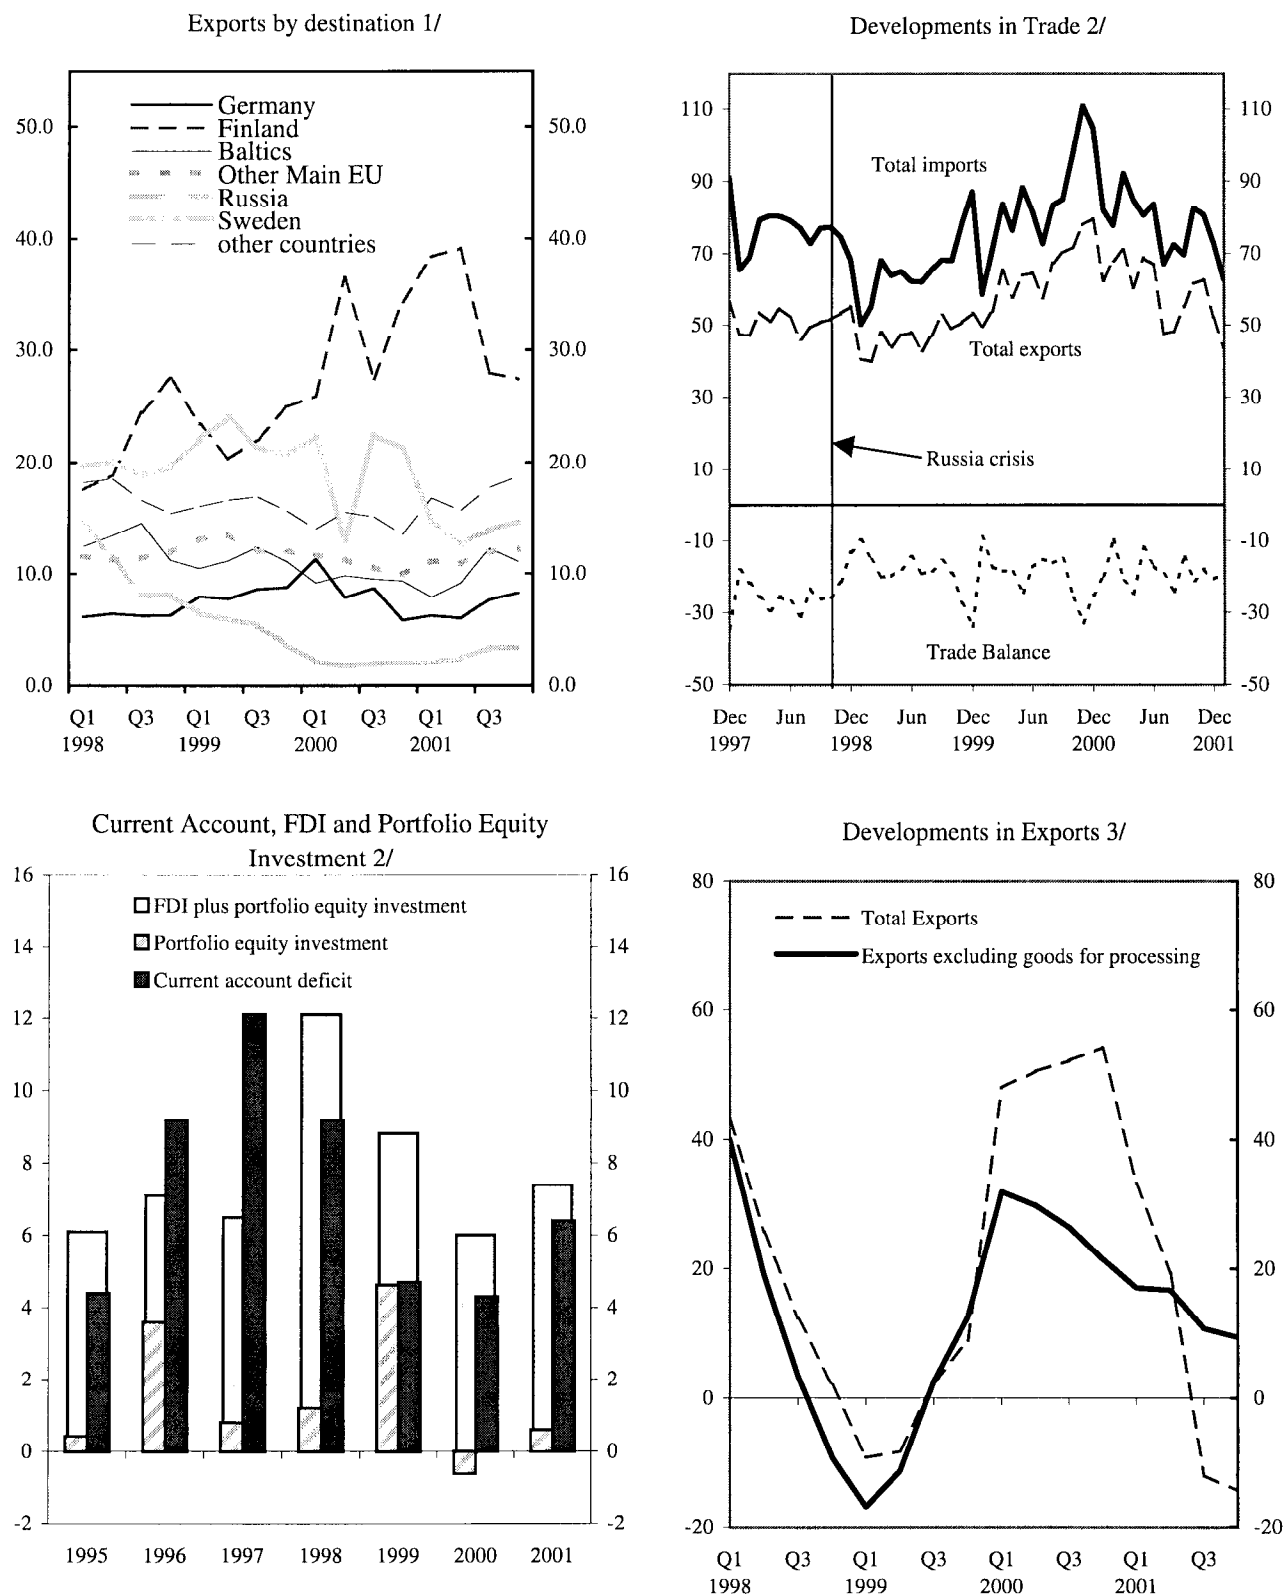 Exports by destination 1/
Germany
Finland
Baltics
Other Main EU
Russia
Sweden
other countries
50.0 50.0
40.0 40.0
30.0 30.0
20.0 20.0
10.0 10.0
0.0 0.0
Q1 Q3 Q1 Q3 Q1 Q3 Q1 Q3
1998 1999 2000 2001
Developments in Trade 2/
110 110
90 90
70 70
50 50
30 30
10 10
-10 -10
-30 -30
-50 -50
Total imports
Total exports
Russia crisis
Trade Balance
Dec Jun Dec Jun Dec Jun Dec Jun Dec
1997 1998 1999 2000 2001
Current Account, FDI and Portfolio Equity
Investment 2/
FDI plus portfolio equity investment
Portfolio equity investment
Current account deficit
16 16
14 14
12 12
10 10
8 8
6 6
4 4
2 2
0 0
-2 -2
1995 1996 1997 1998 1999 2000 2001
Developments in Exports 3/
Total Exports
Exports excluding goods for processing
80 80
60 60
40 40
20 20
0 0
-20 -20
Q1 Q3 Q1 Q3 Q1 Q3 Q1 Q3
1998 1999 2000 2001